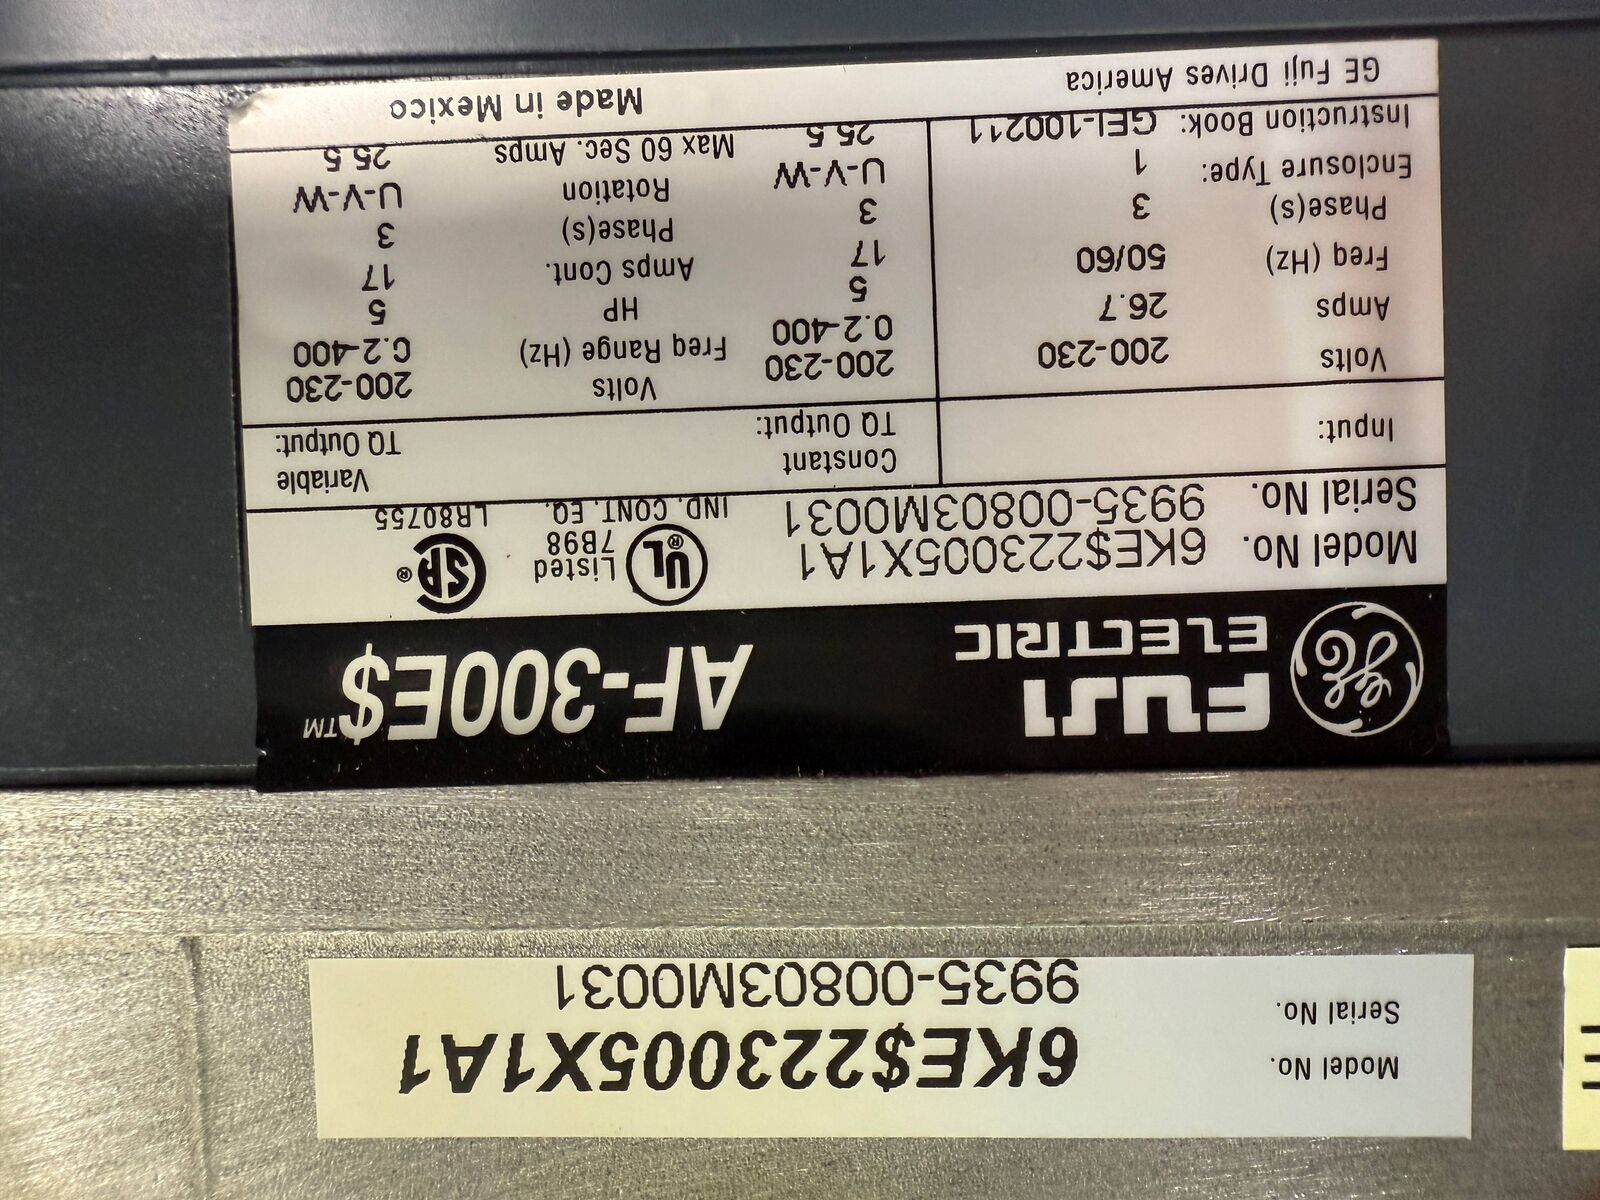 Model No. 6KE$223005X1A1
Serial No. 9935-00803M0031
GE FUJI ELECTRIC AF-300E$™
Model No. 6KE$223005X1A1 UL® Listed 7B98 IND. CONT. EQ. SA® LR80755
Serial No. 9935-00803M0031
Input: Constant TQ Output: Variable TQ Output:
Volts 200-230 200-230 Volts 200-230
Amps 26.7 0.2-400 Freq Range (Hz) 0.2-400
Freq (Hz) 50/60 5 HP 5
Phase(s) 3 17 Amps Cont. 17
Enclosure Type: 1 3 Phase(s) 3
Instruction Book: GEI-100211 U-V-W Rotation U-V-W
25.5 Max 60 Sec. Amps 25.5
GE Fuji Drives America Made in Mexico